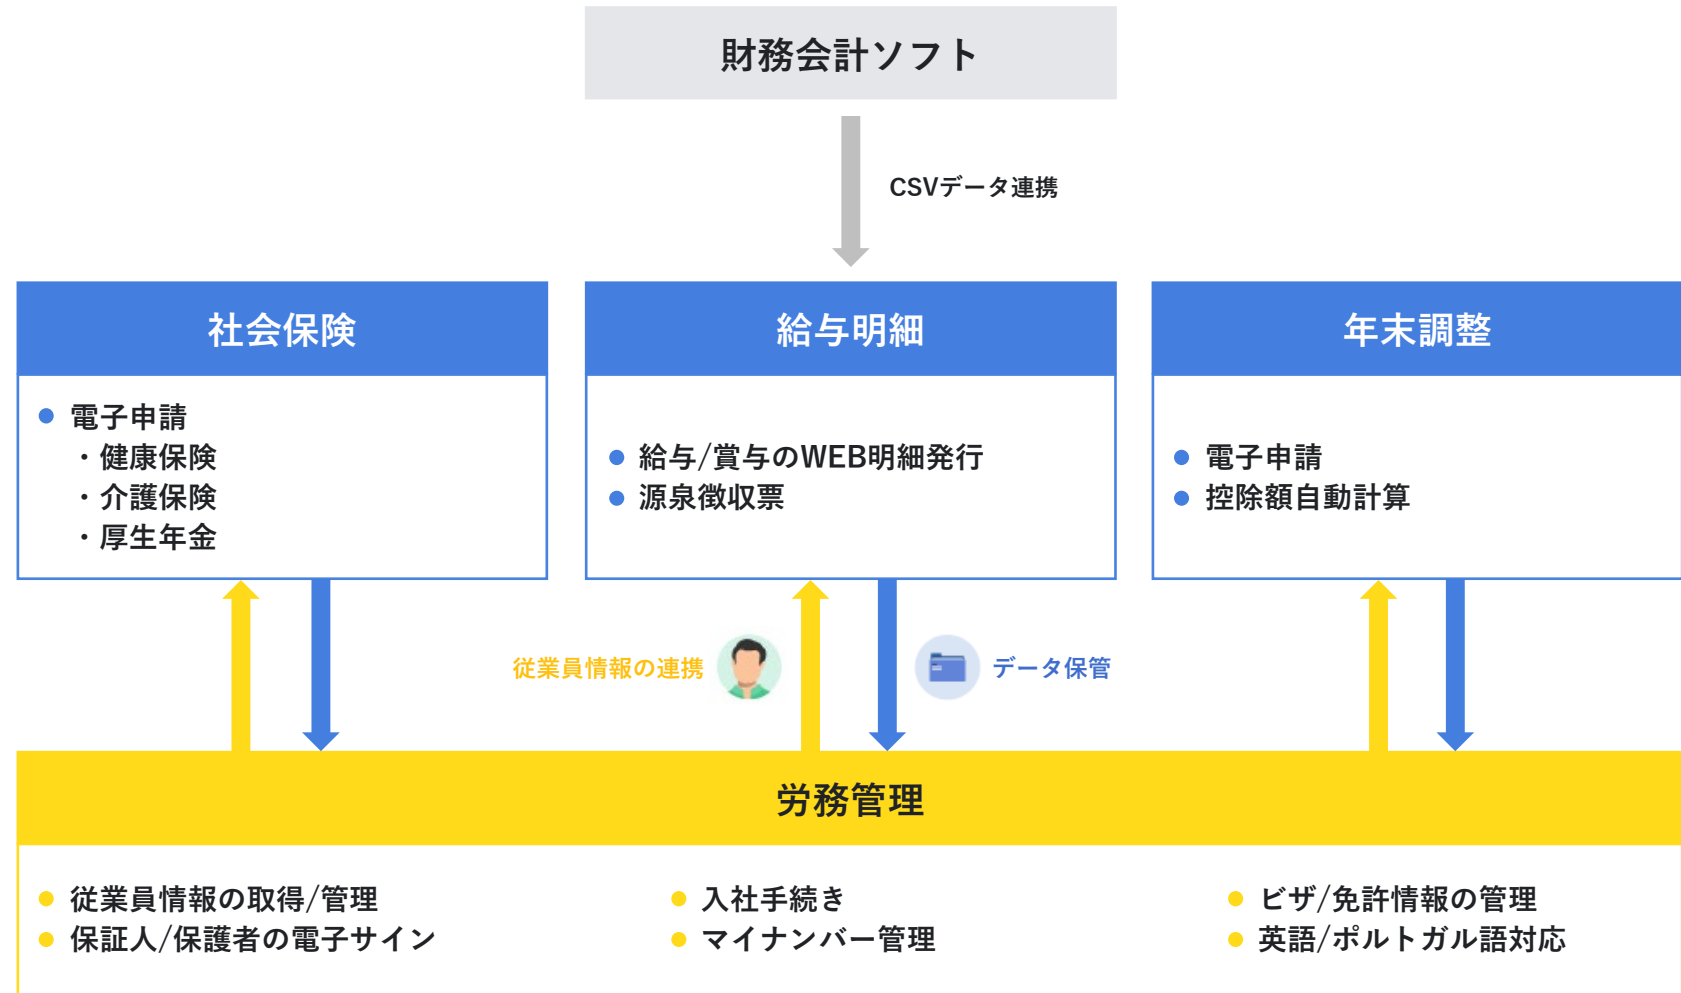 財務会計ソフト
CSVデータ連携
社会保険
電子申請
・健康保険
・介護保険
・厚生年金
給与明細
給与/賞与のWEB明細発行
源泉徴収票
年末調整
電子申請
控除額自動計算
従業員情報の連携
データ保管
労務管理
従業員情報の取得/管理
保証人/保護者の電子サイン
入社手続き
マイナンバー管理
ビザ/免許情報の管理
英語/ポルトガル語対応